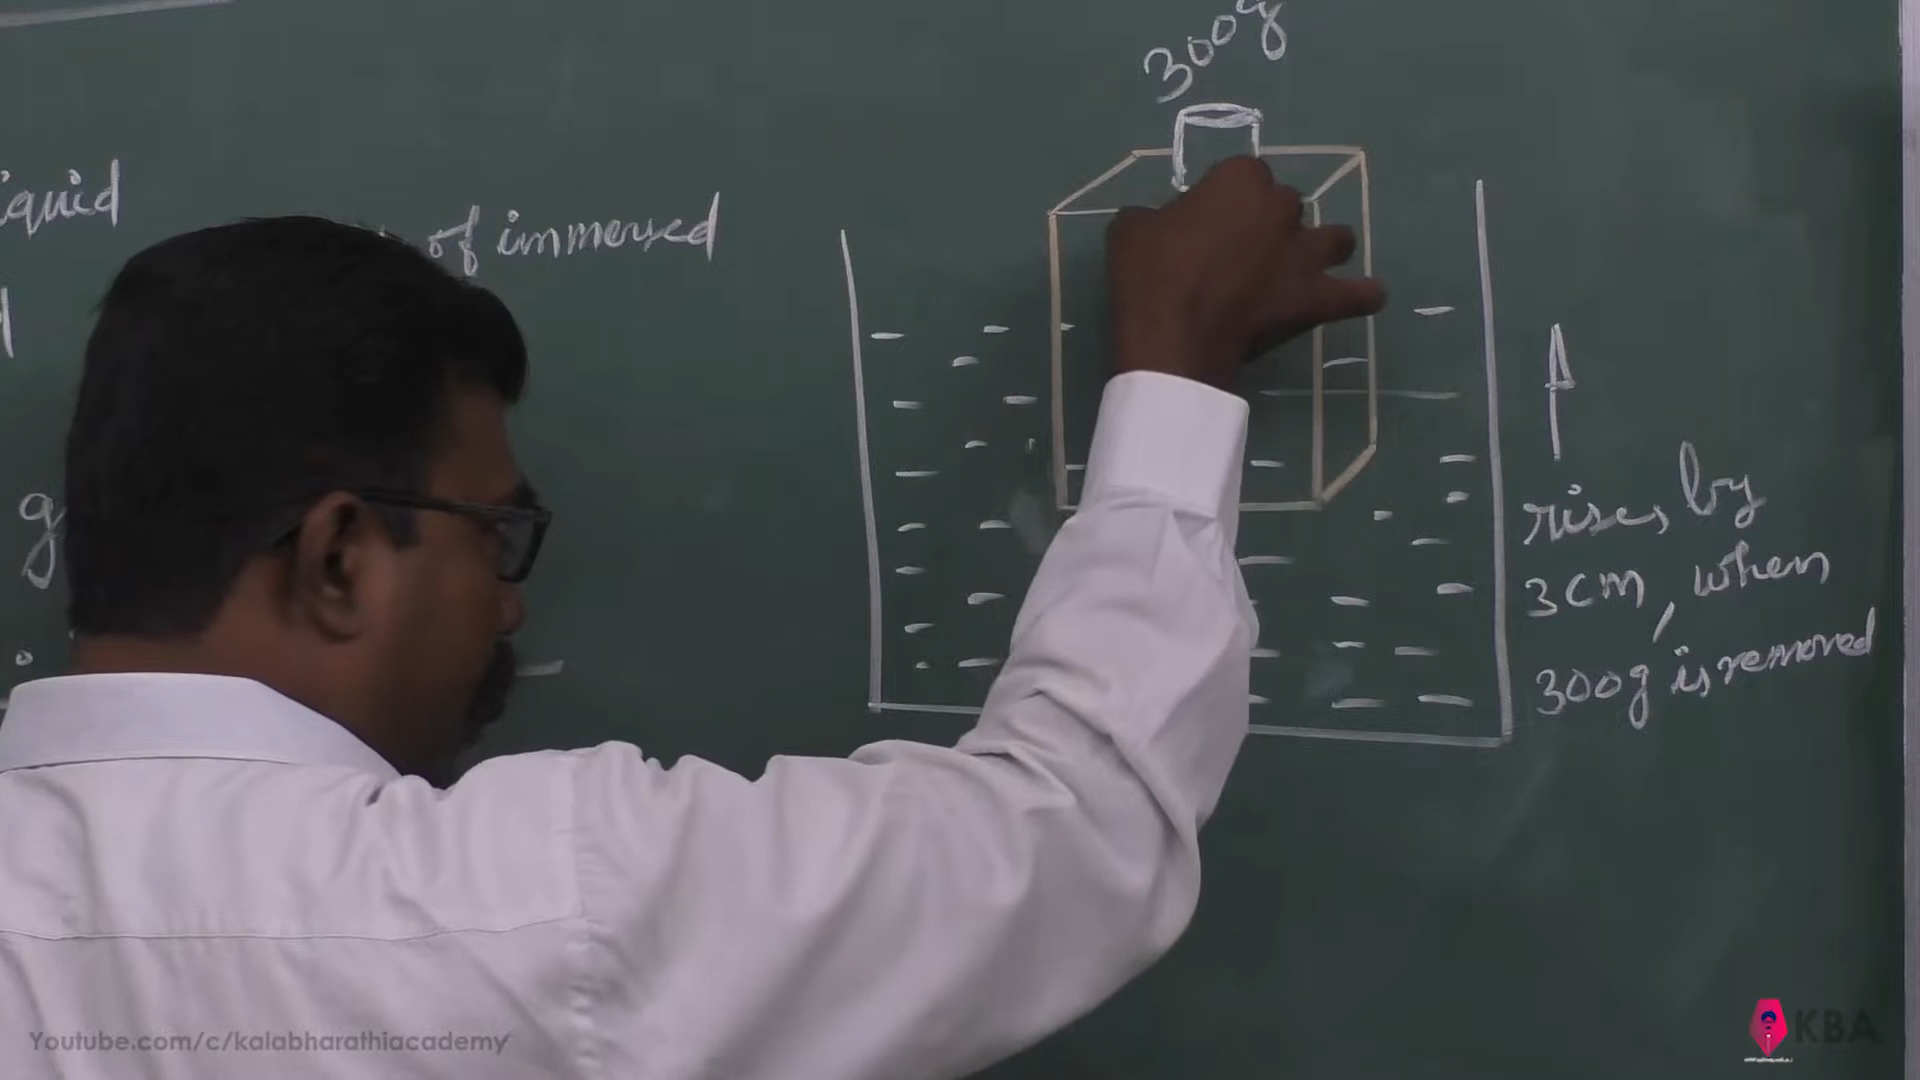 300g
iquid
of immersed
g
rises by
3cm, when
300g is removed
Youtube.com/c/kalabharathiacademy
KBA